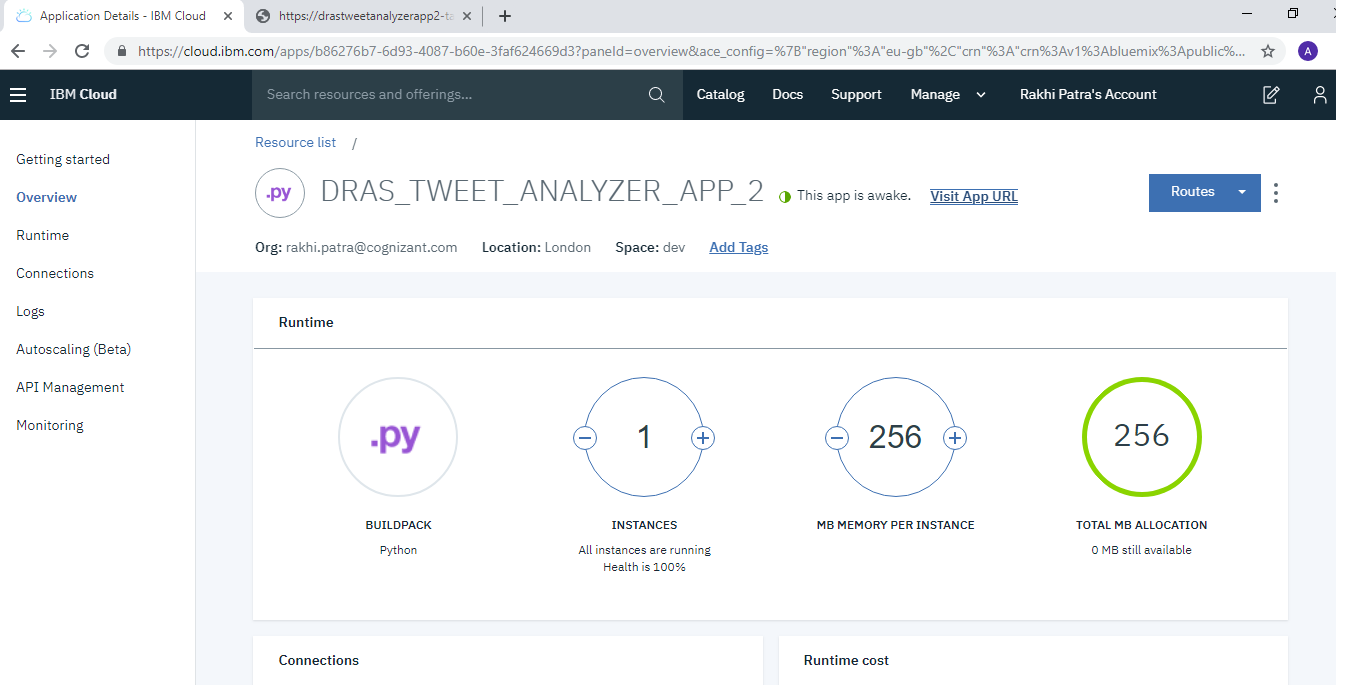 Application Details - IBM Cloud
https://drastweetanalyzerapp2-ta
https://cloud.ibm.com/apps/b86276b7-6d93-4087-b60e-3faf624669d3?paneId=overview&ace_config=%7B"region"%3A"eu-gb"%2C"crn"%3A"crn%3Av1%3Abluemix%3Apublic%...
A
IBM Cloud
Search resources and offerings...
Catalog
Docs
Support
Manage
Rakhi Patra's Account
Getting started
Overview
Runtime
Connections
Logs
Autoscaling (Beta)
API Management
Monitoring
Resource list /
.py
DRAS_TWEET_ANALYZER_APP_2
This app is awake.
Visit App URL
Routes
Org: rakhi.patra@cognizant.com
Location: London
Space: dev
Add Tags
Runtime
.py
BUILDPACK
Python
1
INSTANCES
All instances are running
Health is 100%
256
MB MEMORY PER INSTANCE
256
TOTAL MB ALLOCATION
0 MB still available
Connections
Runtime cost